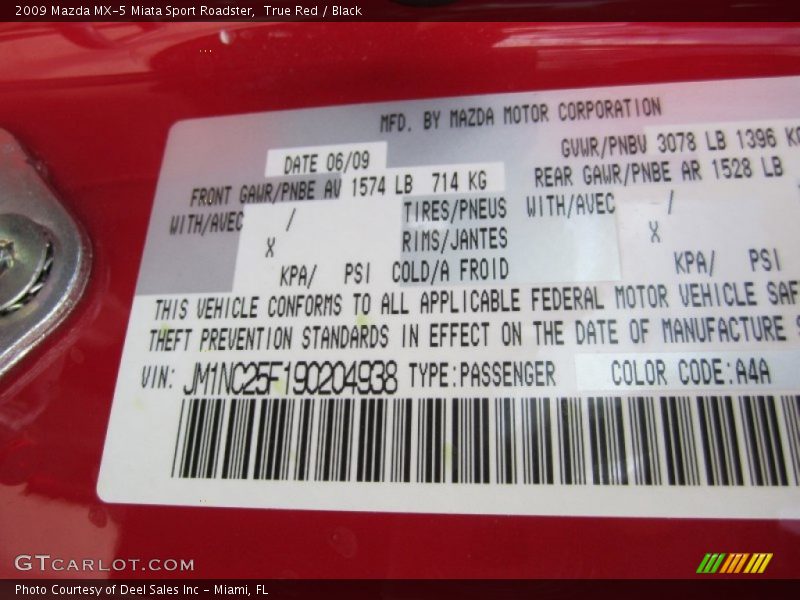 2009 Mazda MX-5 Miata Sport Roadster,  True Red / Black
MFD. BY MAZDA MOTOR CORPORATION
DATE 06/09
GVWR/PNBV 3078 LB 1396 KG
FRONT GAWR/PNBE AV 1574 LB 714 KG
REAR GAWR/PNBE AR 1528 LB
WITH/AVEC /
TIRES/PNEUS WITH/AVEC /
X
RIMS/JANTES
X
KPA/ PSI COLD/A FROID
KPA/ PSI
THIS VEHICLE CONFORMS TO ALL APPLICABLE FEDERAL MOTOR VEHICLE SAF
THEFT PREVENTION STANDARDS IN EFFECT ON THE DATE OF MANUFACTURE S
VIN: JM1NC25F190204938 TYPE:PASSENGER COLOR CODE:A4A
GTCARLOT.COM
Photo Courtesy of Deel Sales Inc - Miami, FL